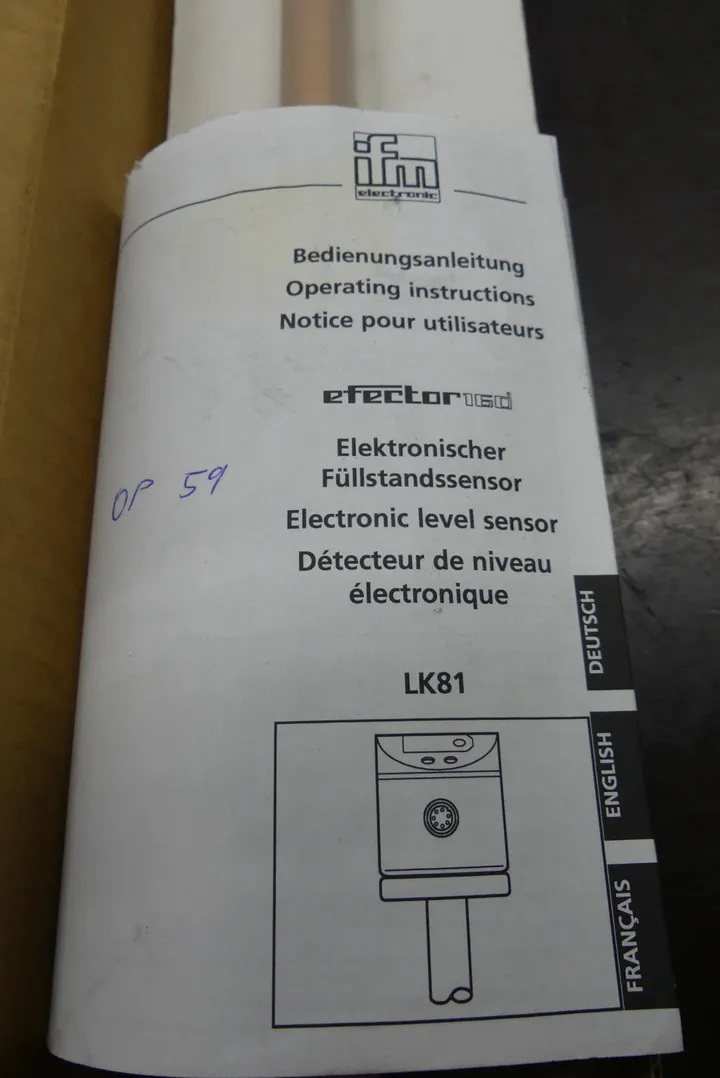 ifm
electronic
Bedienungsanleitung
Operating instructions
Notice pour utilisateurs
efector160
Elektronischer
Füllstandssensor
Electronic level sensor
Détecteur de niveau
électronique
OP 59
LK81
DEUTSCH
ENGLISH
FRANÇAIS